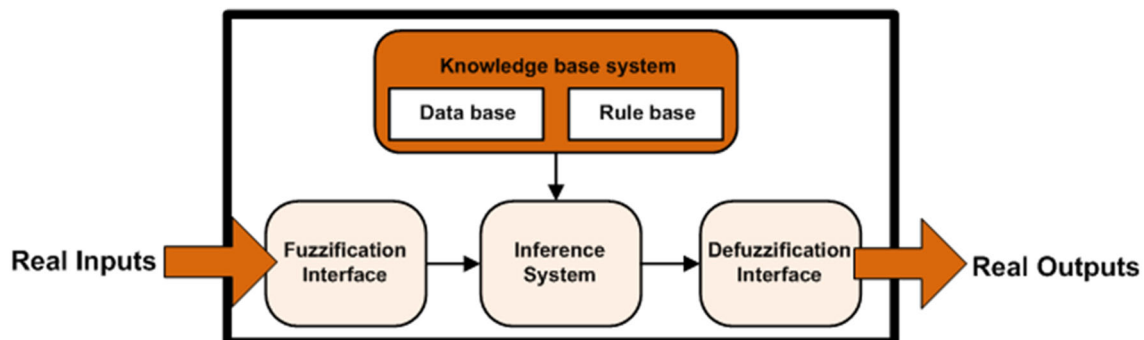 Knowledge base system
Data base
Rule base
Real Inputs
Fuzzification
Interface
Inference
System
Defuzzification
Interface
Real Outputs